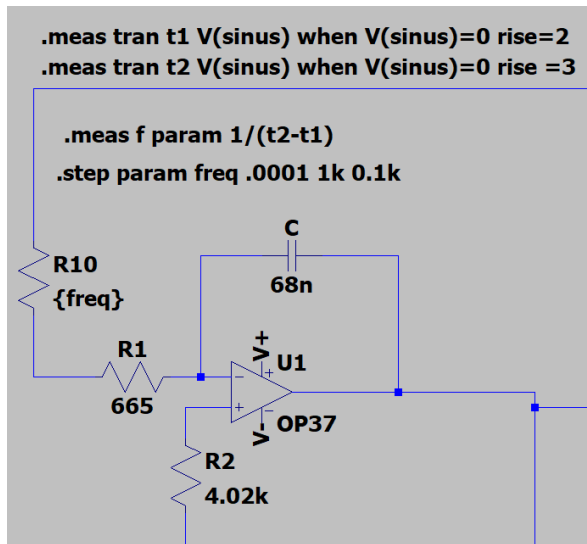 .meas tran t1 V(sinus) when V(sinus)=0 rise=2
.meas tran t2 V(sinus) when V(sinus)=0 rise =3
.meas f param 1/(t2-t1)
.step param freq .0001 1k 0.1k
C
68n
R10
{freq}
R1
665
V+
U1
V-
OP37
R2
4.02k